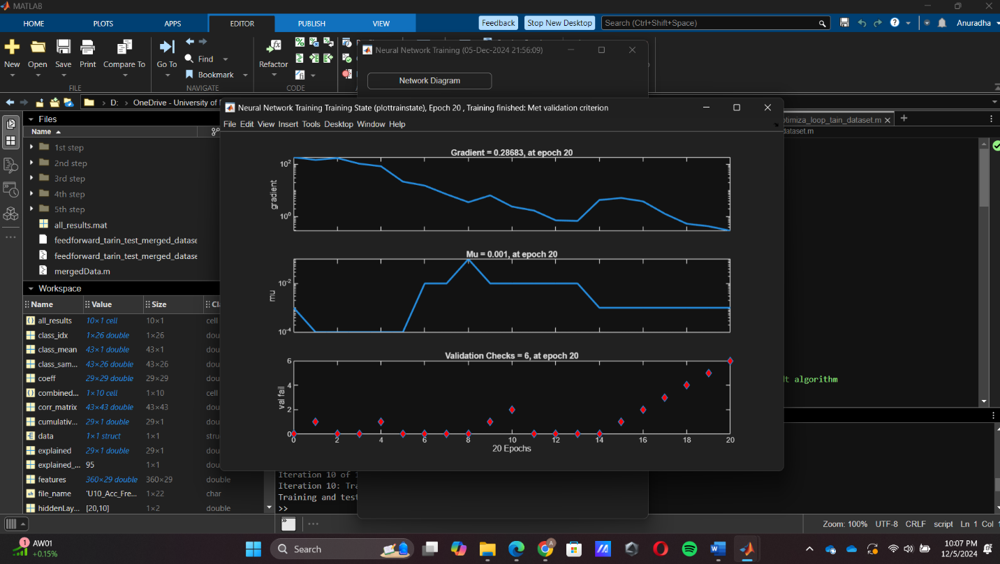 MATLAB
HOME PLOTS APPS EDITOR PUBLISH VIEW Feedback Stop New Desktop Search (Ctrl+Shift+Space) Anuradha
New Open Save Print Compare To Go To Find Bookmark Refactor
FILE NAVIGATE CODE
Neural Network Training (05-Dec-2024 21:56:09)
Network Diagram
D: OneDrive - University of
Neural Network Training Training State (plottrainstate), Epoch 20 , Training finished: Met validation criterion
File Edit View Insert Tools Desktop Window Help
ptimiza_loop_tain_dataset.m
dataset.m
Files
Name
1st step
2nd step
3rd step
4th step
5th step
all_results.mat
feedforward_tarin_test_merged_datase
feedforward_tarin_test_merged_datase
mergedData.m
Workspace
Name Value Size Cl
all_results 10×1 cell 10×1 cell
class_idx 1×26 double 1×26 dou
class_mean 43×1 double 43×1 dou
class_sam... 43×26 double 43×26 dou
coeff 29×29 double 29×29 dou
combined... 1×10 cell 1×10 cell
corr_matrix 43×43 double 43×43 dou
cumulativ... 29×1 double 29×1 dou
data 1×1 struct 1×1 stru
explained 29×1 double 29×1 dou
explained_... 95 1×1 dou
features 360×29 double 360×29 double
file_name 'U10_Acc_Fre... 1×22 char
hiddenLay... [20,10] 1×2 double
Gradient = 0.28683, at epoch 20
gradient
10²
10⁰
Mu = 0.001, at epoch 20
mu
10⁻²
10⁻⁴
Validation Checks = 6, at epoch 20
val fail
6
4
2
0
0 2 4 6 8 10 12 14 16 18 20
20 Epochs
lt algorithm
Iteration 10 of 1
Iteration 10: Tra
Training and test
>>
Zoom: 100% UTF-8 CRLF script Ln 1 Col 1
1 AW01
+0.15%
Search
10:07 PM
12/5/2024